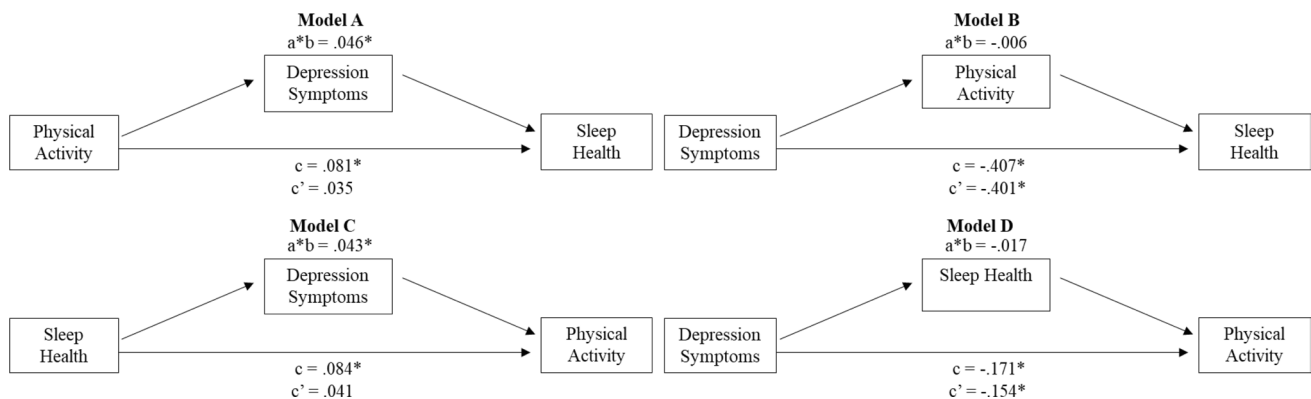 Model A
a*b = .046*
Depression
Symptoms
Physical
Activity
Sleep
Health
c = .081*
c’ = .035
Model B
a*b = -.006
Physical
Activity
Depression
Symptoms
Sleep
Health
c = -.407*
c’ = -.401*
Model C
a*b = .043*
Depression
Symptoms
Sleep
Health
Physical
Activity
c = .084*
c’ = .041
Model D
a*b = -.017
Sleep Health
Depression
Symptoms
Physical
Activity
c = -.171*
c’ = -.154*